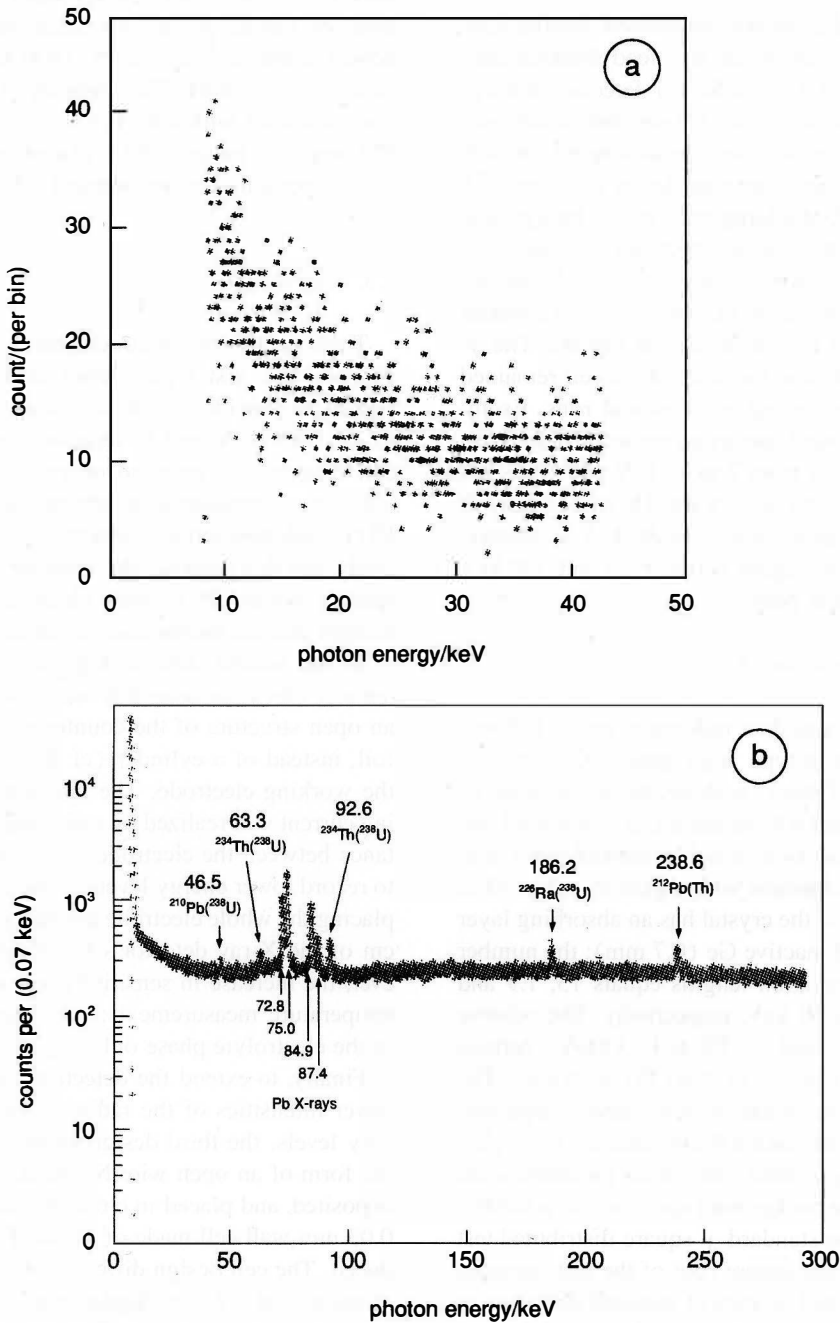 50
a
40
30
20
10
0
count/(per bin)
0 10 20 30 40 50
photon energy/keV
b
10⁴
10³
10²
10
0
counts per (0.07 keV)
63.3
²³⁴Th(²³⁸U)
92.6
²³⁴Th(²³⁸U)
46.5
²¹⁰Pb(²³⁸U)
186.2
²²⁶Ra(²³⁸U)
238.6
²¹²Pb(Th)
72.8
75.0
84.9
87.4
Pb X-rays
0 50 100 150 200 250 300
photon energy/keV